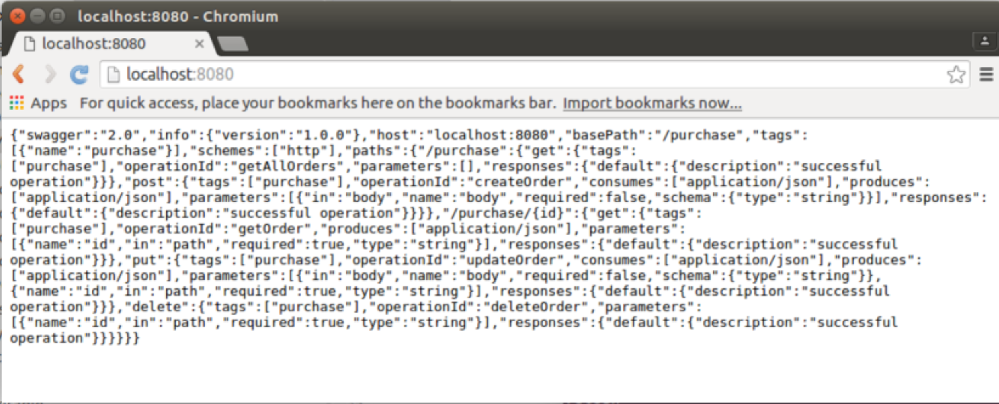 localhost:8080 - Chromium
localhost:8080
localhost:8080
Apps For quick access, place your bookmarks here on the bookmarks bar. Import bookmarks now...
{"swagger":"2.0","info":{"version":"1.0.0"},"host":"localhost:8080","basePath":"/purchase","tags":
[{"name":"purchase"}],"schemes":["http"],"paths":{"/purchase":{"get":{"tags":
["purchase"],"operationId":"getAllOrders","parameters":[],"responses":{"default":{"description":"successful
operation"}}},"post":{"tags":["purchase"],"operationId":"createOrder","consumes":["application/json"],"produces":
["application/json"],"parameters":[{"in":"body","name":"body","required":false,"schema":{"type":"string"}}],"responses":
{"default":{"description":"successful operation"}}}},"/purchase/{id}":{"get":{"tags":
["purchase"],"operationId":"getOrder","produces":["application/json"],"parameters":
[{"name":"id","in":"path","required":true,"type":"string"}],"responses":{"default":{"description":"successful
operation"}}},"put":{"tags":["purchase"],"operationId":"updateOrder","consumes":["application/json"],"produces":
["application/json"],"parameters":[{"in":"body","name":"body","required":false,"schema":{"type":"string"}},
{"name":"id","in":"path","required":true,"type":"string"}],"responses":{"default":{"description":"successful
operation"}}},"delete":{"tags":["purchase"],"operationId":"deleteOrder","parameters":
[{"name":"id","in":"path","required":true,"type":"string"}],"responses":{"default":{"description":"successful
operation"}}}}}}